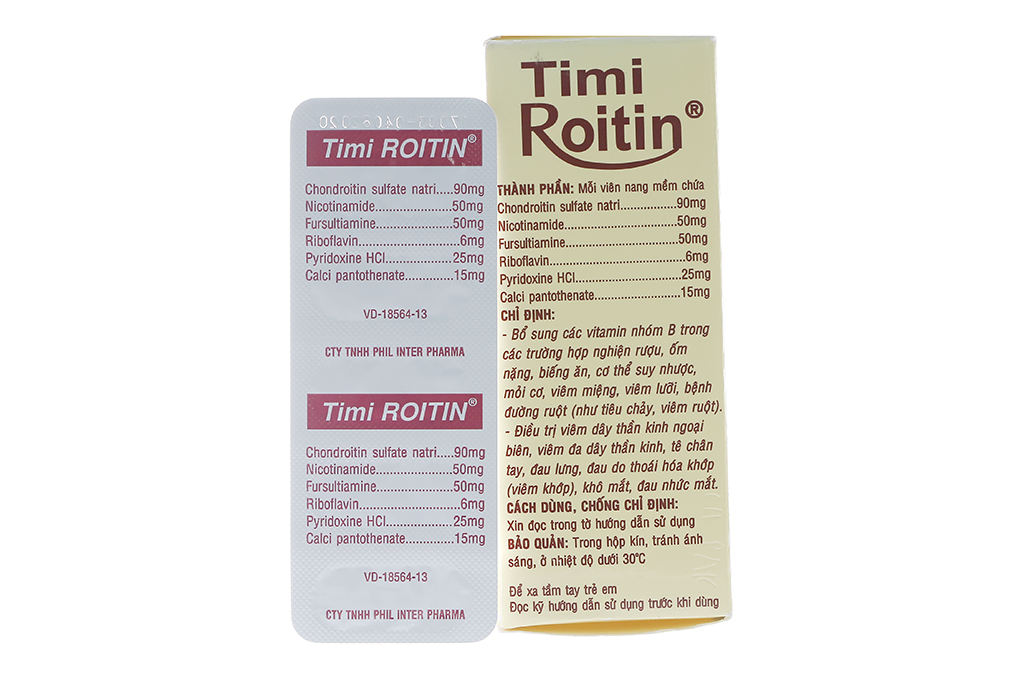 Timi ROITIN®
Chondroitin sulfate natri.....90mg
Nicotinamide......................50mg
Fursultiamine......................50mg
Riboflavin.............................6mg
Pyridoxine HCl...................25mg
Calci pantothenate.............15mg
VD-18564-13
CTY TNHH PHIL INTER PHARMA
Timi ROITIN®
Chondroitin sulfate natri.....90mg
Nicotinamide......................50mg
Fursultiamine......................50mg
Riboflavin.............................6mg
Pyridoxine HCl...................25mg
Calci pantothenate.............15mg
VD-18564-13
CTY TNHH PHIL INTER PHARMA
Timi
Roitin®
THÀNH PHẦN: Mỗi viên nang mềm chứa
Chondroitin sulfate natri................90mg
Nicotinamide................................50mg
Fursultiamine................................50mg
Riboflavin.......................................6mg
Pyridoxine HCl..............................25mg
Calci pantothenate........................15mg
CHỈ ĐỊNH:
- Bổ sung các vitamin nhóm B trong
các trường hợp nghiện rượu, ốm
nặng, biếng ăn, cơ thể suy nhược,
mỏi cơ, viêm miệng, viêm lưỡi, bệnh
đường ruột (như tiêu chảy, viêm ruột).
- Điều trị viêm dây thần kinh ngoại
biên, viêm đa dây thần kinh, tê chân
tay, đau lưng, đau do thoái hóa khớp
(viêm khớp), khô mắt, đau nhức mắt.
CÁCH DÙNG, CHỐNG CHỈ ĐỊNH:
Xin đọc trong tờ hướng dẫn sử dụng
BẢO QUẢN: Trong hộp kín, tránh ánh
sáng, ở nhiệt độ dưới 30°C
Để xa tầm tay trẻ em
Đọc kỹ hướng dẫn sử dụng trước khi dùng